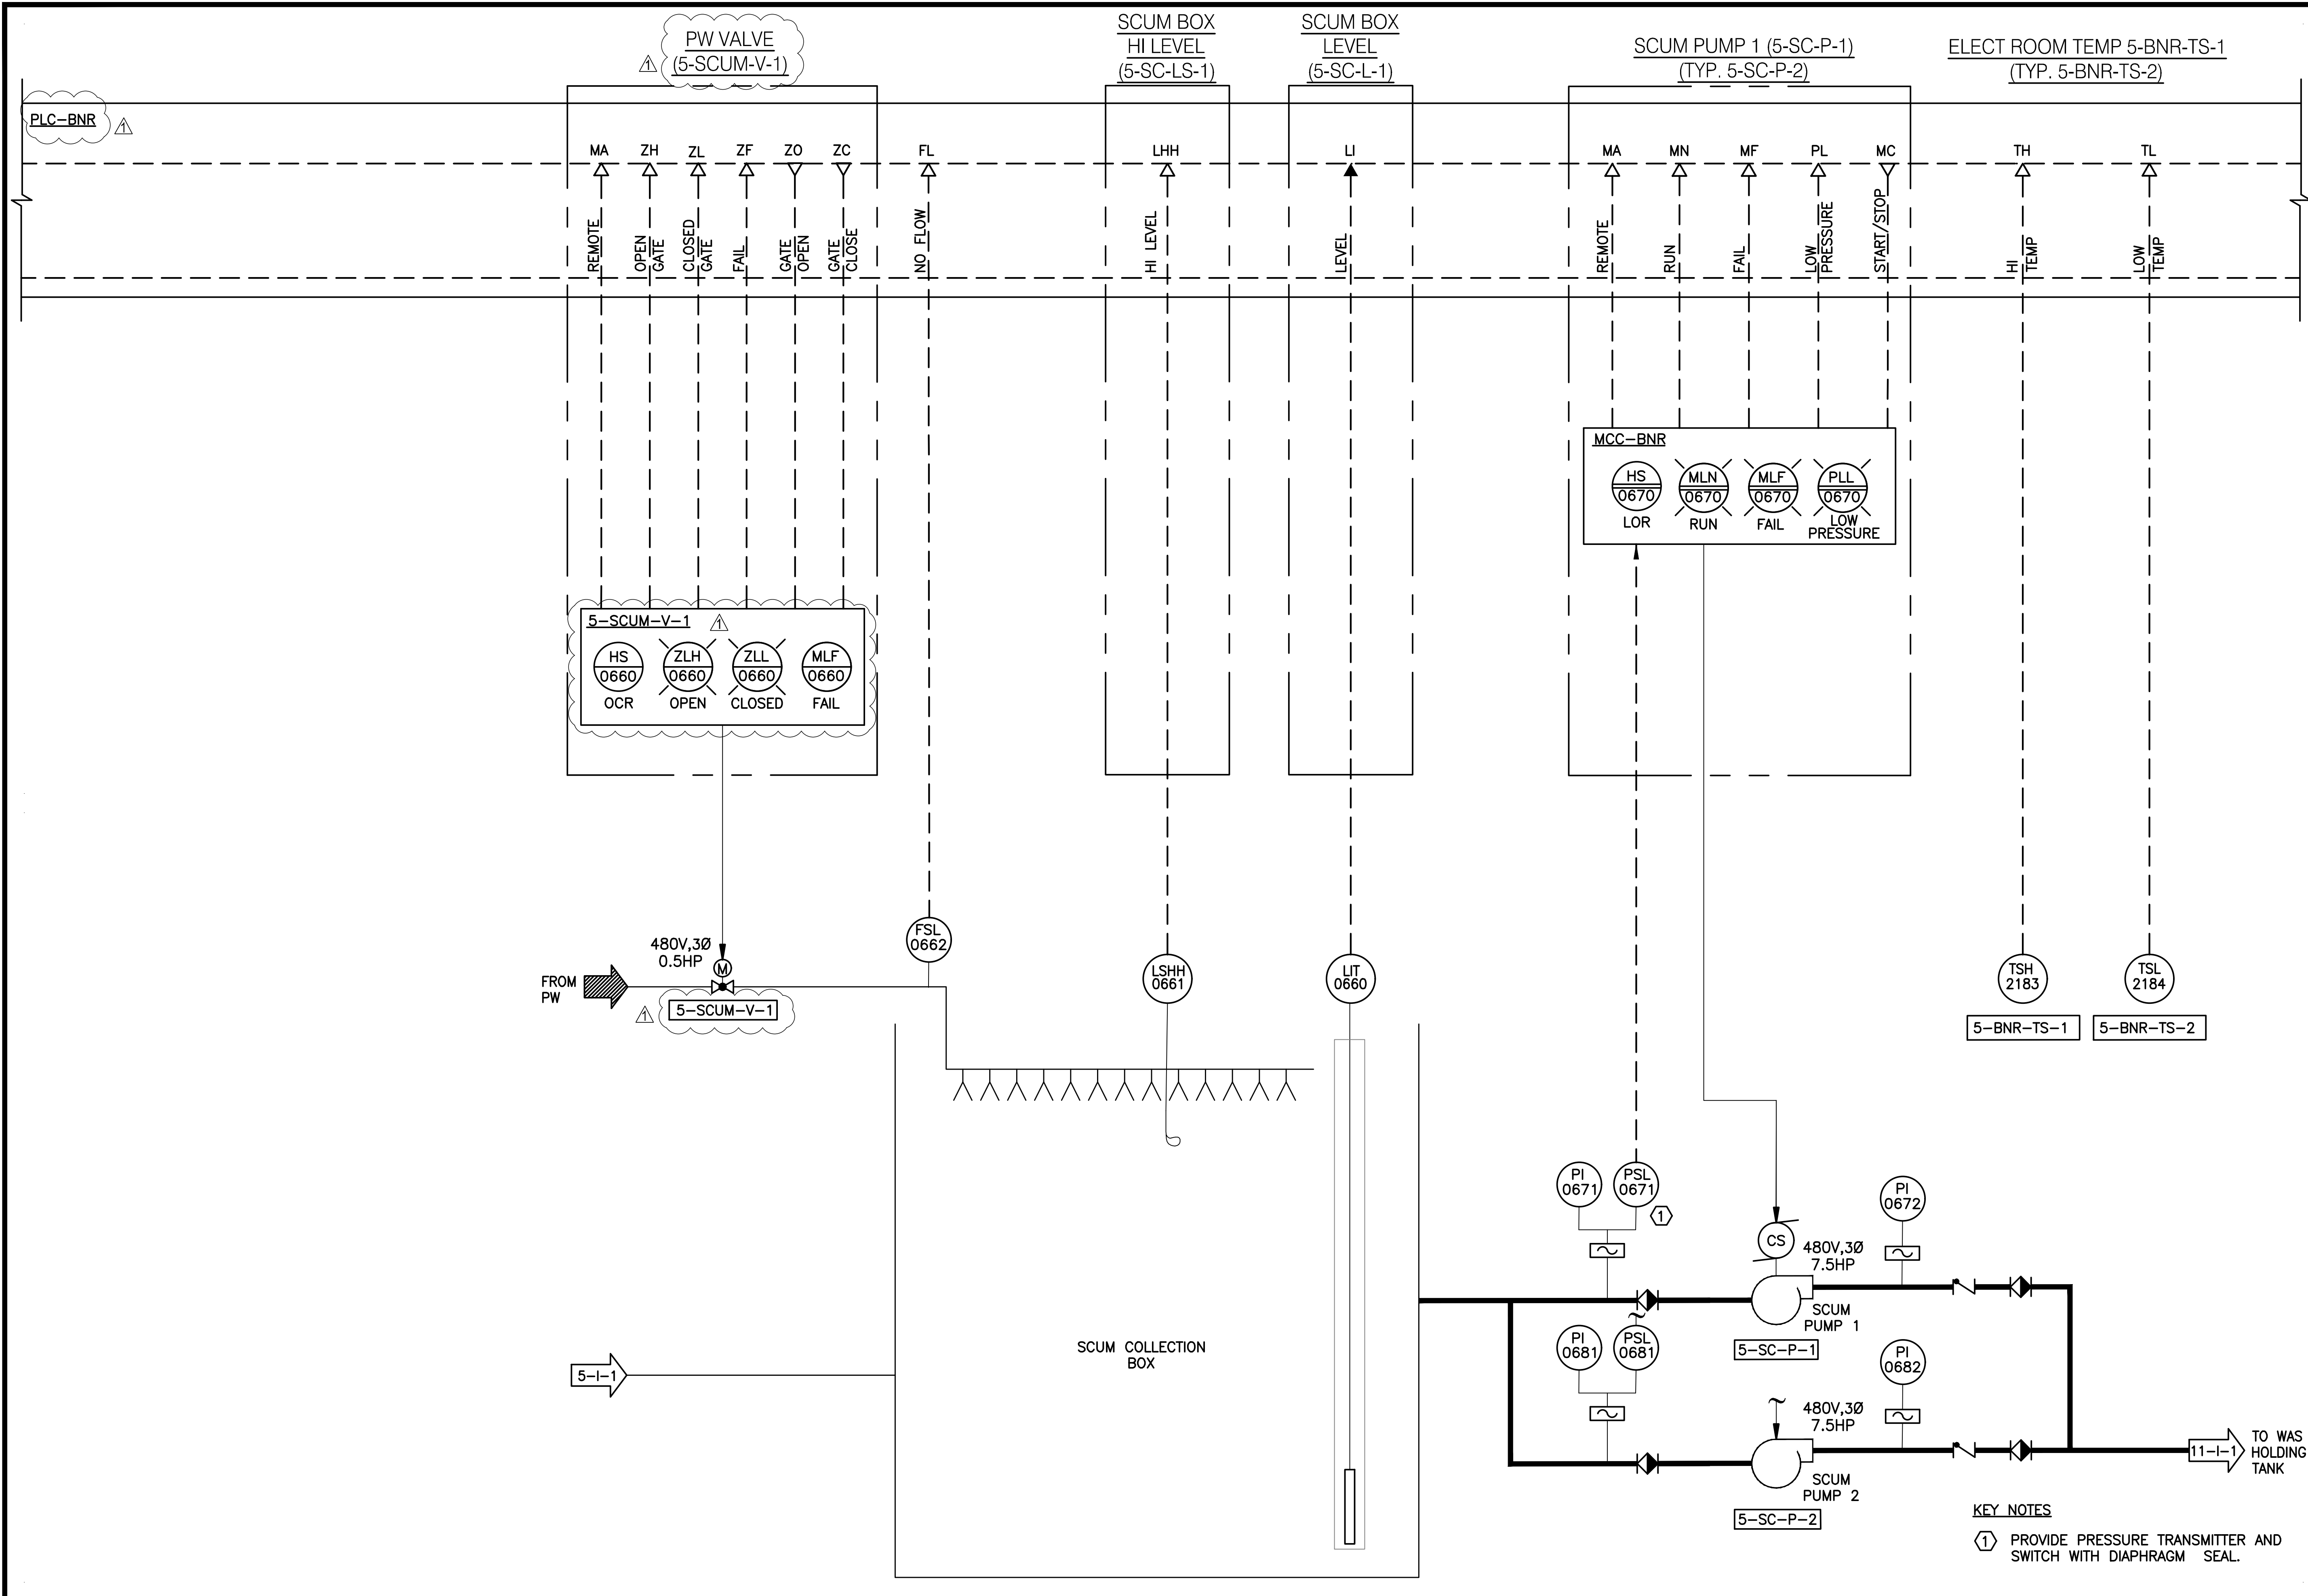 PW VALVE
(5-SCUM-V-1)
1
SCUM BOX
HI LEVEL
(5-SC-LS-1)
SCUM BOX
LEVEL
(5-SC-L-1)
SCUM PUMP 1 (5-SC-P-1)
(TYP. 5-SC-P-2)
ELECT ROOM TEMP 5-BNR-TS-1
(TYP. 5-BNR-TS-2)
PLC-BNR
1
MA
ZH
ZL
ZF
ZO
ZC
FL
LHH
LI
MA
MN
MF
PL
MC
TH
TL
REMOTE
OPEN
GATE
CLOSED
GATE
FAIL
GATE
OPEN
GATE
CLOSE
NO FLOW
HI LEVEL
LEVEL
REMOTE
RUN
FAIL
LOW
PRESSURE
START/STOP
HI
TEMP
LOW
TEMP
MCC-BNR
HS
0670
LOR
MLN
0670
RUN
MLF
0670
FAIL
PLL
0670
LOW
PRESSURE
5-SCUM-V-1
1
HS
0660
OCR
ZLH
0660
OPEN
ZLL
0660
CLOSED
MLF
0660
FAIL
480V,3Ø
0.5HP
M
FROM
PW
1
5-SCUM-V-1
FSL
0662
LSHH
0661
LIT
0660
TSH
2183
TSL
2184
5-BNR-TS-1
5-BNR-TS-2
PI
0671
PSL
0671
1
PI
0672
CS
480V,3Ø
7.5HP
SCUM
PUMP 1
5-SC-P-1
PI
0681
PSL
0681
PI
0682
480V,3Ø
7.5HP
SCUM
PUMP 2
5-SC-P-2
SCUM COLLECTION
BOX
5-I-1
11-I-1
TO WAS
HOLDING
TANK
KEY NOTES
1 PROVIDE PRESSURE TRANSMITTER AND
SWITCH WITH DIAPHRAGM SEAL.